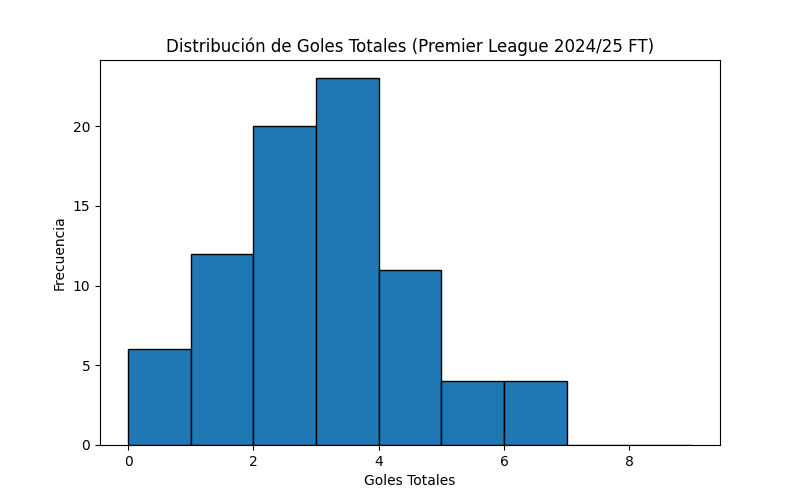 Distribución de Goles Totales (Premier League 2024/25 FT)
Frecuencia
20
15
10
5
0
0 2 4 6 8
Goles Totales